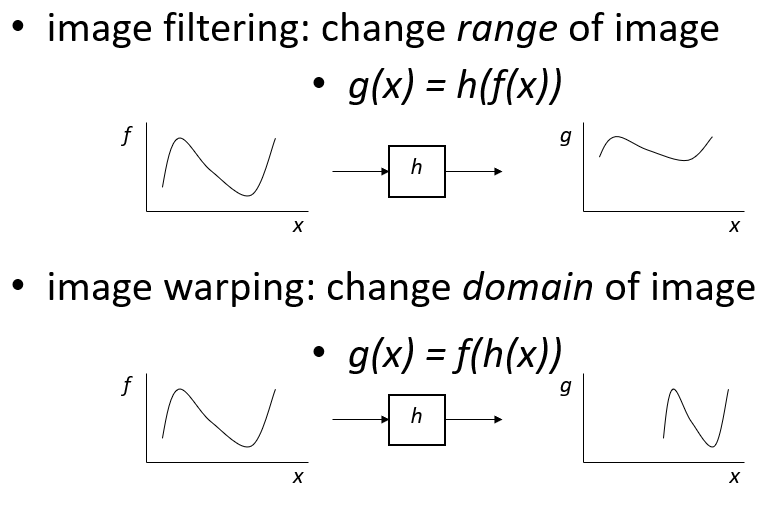 • image filtering: change range of image
• g(x) = h(f(x))
f
h
g
x
x
• image warping: change domain of image
• g(x) = f(h(x))
f
h
g
x
x